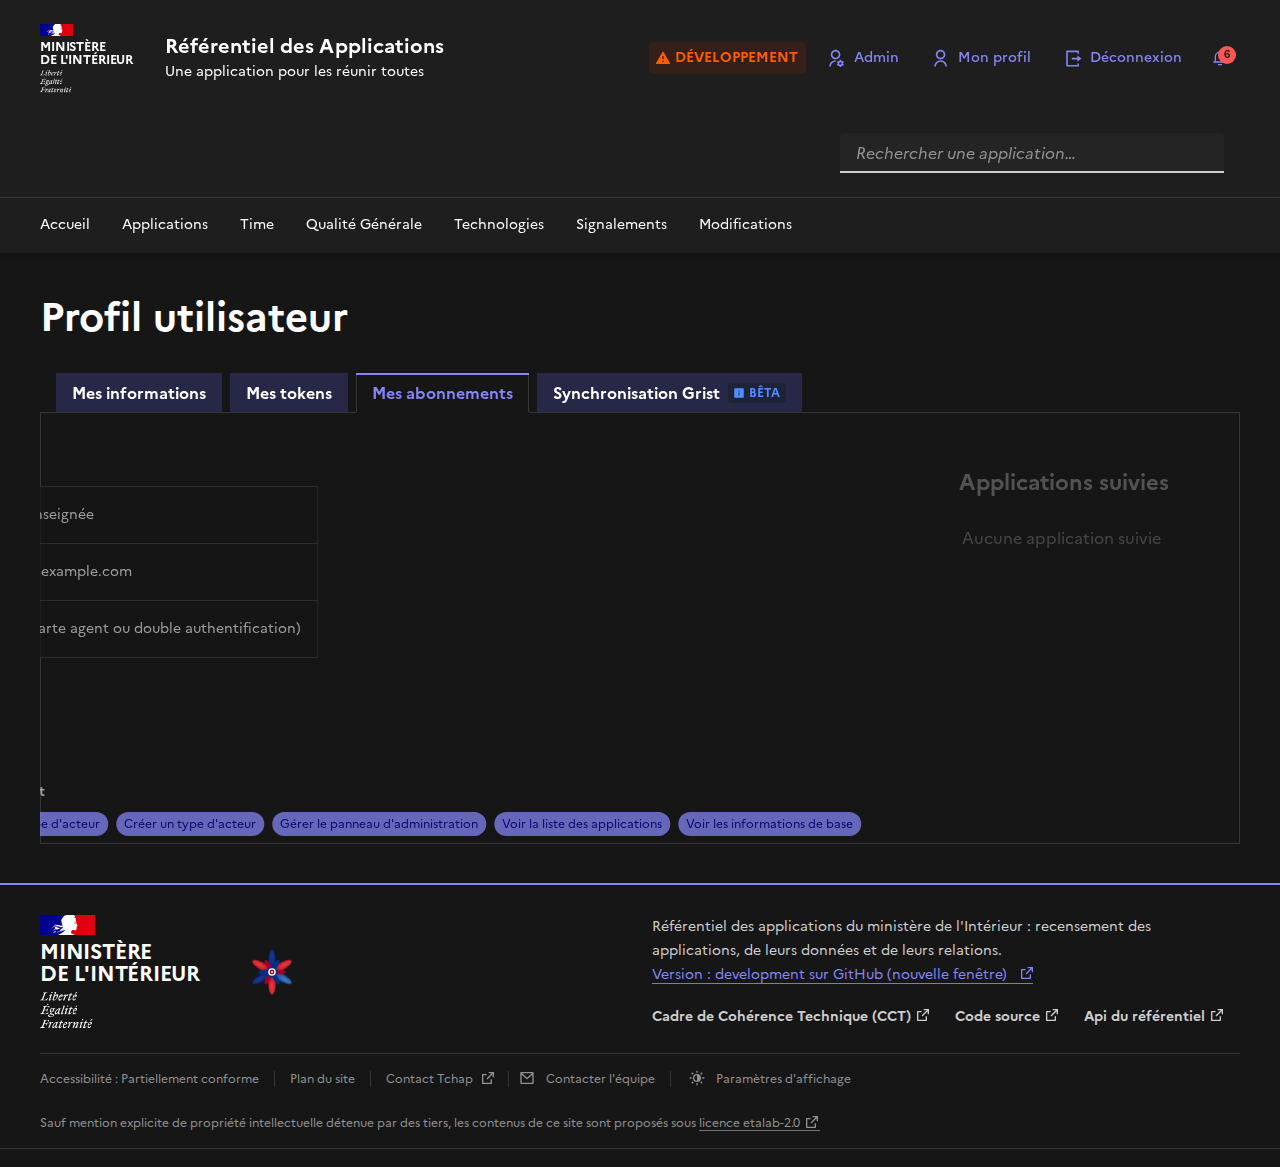 MINISTÈRE
DE L'INTÉRIEUR
Liberté
Égalité
Fraternité
Référentiel des Applications
Une application pour les réunir toutes
DÉVELOPPEMENT
Admin
Mon profil
Déconnexion
6
Rechercher une application...
Accueil
Applications
Time
Qualité Générale
Technologies
Signalements
Modifications
Profil utilisateur
Mes informations
Mes tokens
Mes abonnements
Synchronisation Grist
BÊTA
Applications suivies
Aucune application suivie
nseignée
example.com
arte agent ou double authentification)
t
e d'acteur
Créer un type d'acteur
Gérer le panneau d'administration
Voir la liste des applications
Voir les informations de base
MINISTÈRE
DE L'INTÉRIEUR
Liberté
Égalité
Fraternité
Référentiel des applications du ministère de l'Intérieur : recensement des
applications, de leurs données et de leurs relations.
Version : development sur GitHub (nouvelle fenêtre)
Cadre de Cohérence Technique (CCT)
Code source
Api du référentiel
Accessibilité : Partiellement conforme
Plan du site
Contact Tchap
Contacter l'équipe
Paramètres d'affichage
Sauf mention explicite de propriété intellectuelle détenue par des tiers, les contenus de ce site sont proposés sous licence etalab-2.0